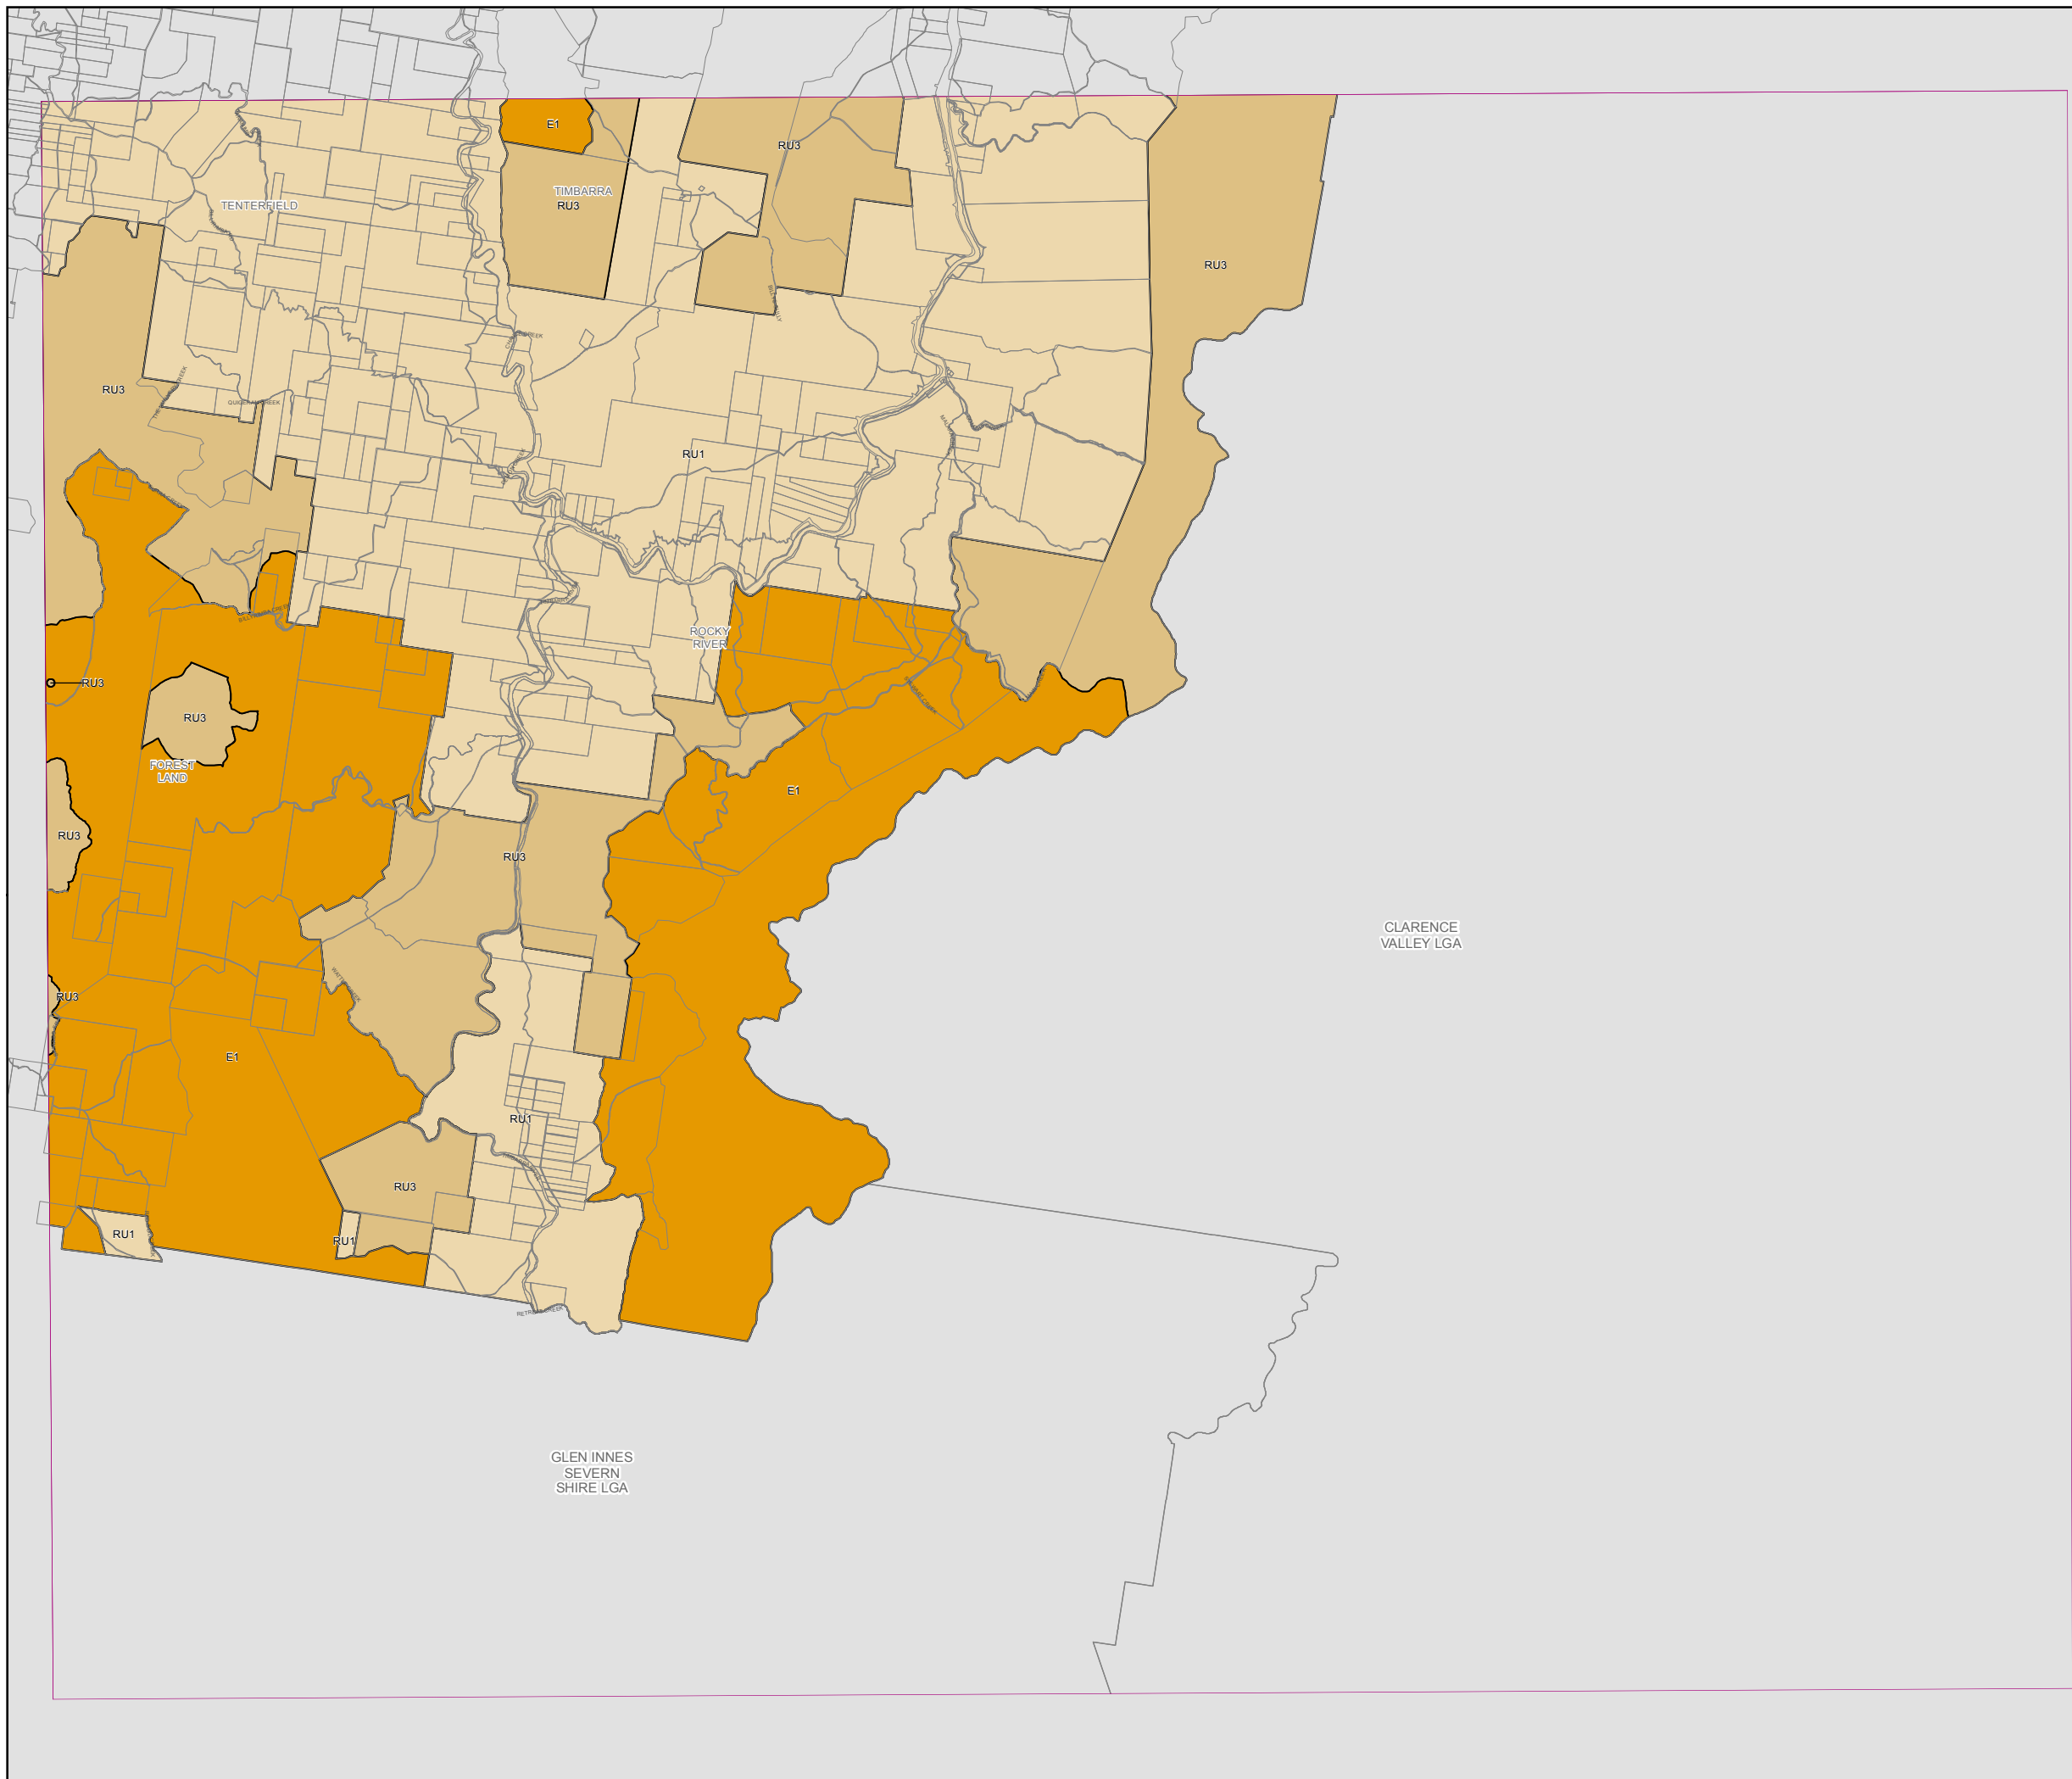 E1
RU3
TIMBARRA
RU3
TENTERFIELD
RU3
RU3
RU1
ROCKY
RIVER
RU3
RU3
FOREST
LAND
E1
RU3
RU3
CLARENCE
VALLEY LGA
RU3
E1
RU1
RU3
RU1
RU1
GLEN INNES
SEVERN
SHIRE LGA